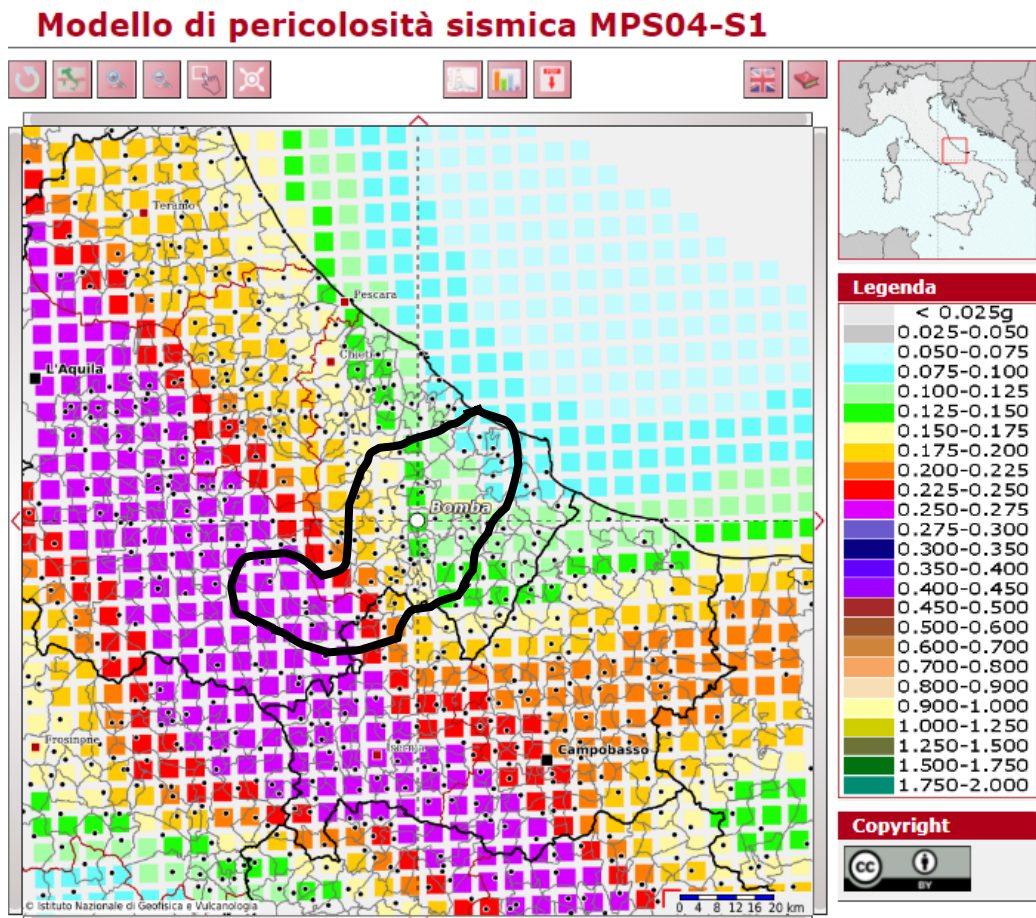 Modello di pericolosità sismica MPS04-S1
Teramo
Pescara
Chieti
L'Aquila
Bomba
Frosinone
Isernia
Campobasso
© Istituto Nazionale di Geofisica e Vulcanologia
0 4 8 12 16 20 km
Legenda
< 0.025g
0.025-0.050
0.050-0.075
0.075-0.100
0.100-0.125
0.125-0.150
0.150-0.175
0.175-0.200
0.200-0.225
0.225-0.250
0.250-0.275
0.275-0.300
0.300-0.350
0.350-0.400
0.400-0.450
0.450-0.500
0.500-0.600
0.600-0.700
0.700-0.800
0.800-0.900
0.900-1.000
1.000-1.250
1.250-1.500
1.500-1.750
1.750-2.000
Copyright
cc
BY